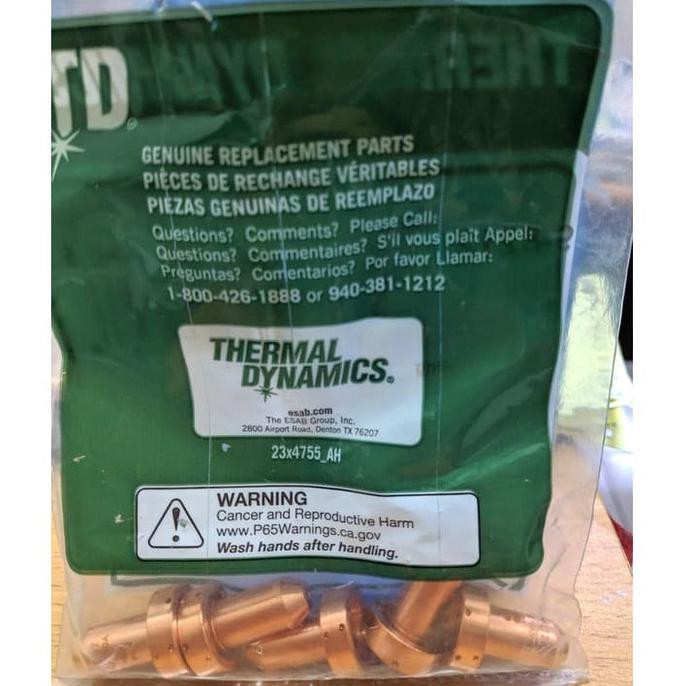 TD
GENUINE REPLACEMENT PARTS
PIÈCES DE RECHANGE VÉRITABLES
PIEZAS GENUINAS DE REEMPLAZO
Questions? Comments? Please Call:
Questions? Commentaires? S'il vous plaît Appel:
Preguntas? Comentarios? Por favor Llamar:
1-800-426-1888 or 940-381-1212
THERMAL
DYNAMICS®
esab.com
The ESAB Group, Inc.
2800 Airport Road, Denton TX 76207
23x4755_AH
WARNING
Cancer and Reproductive Harm
www.P65Warnings.ca.gov
Wash hands after handling.